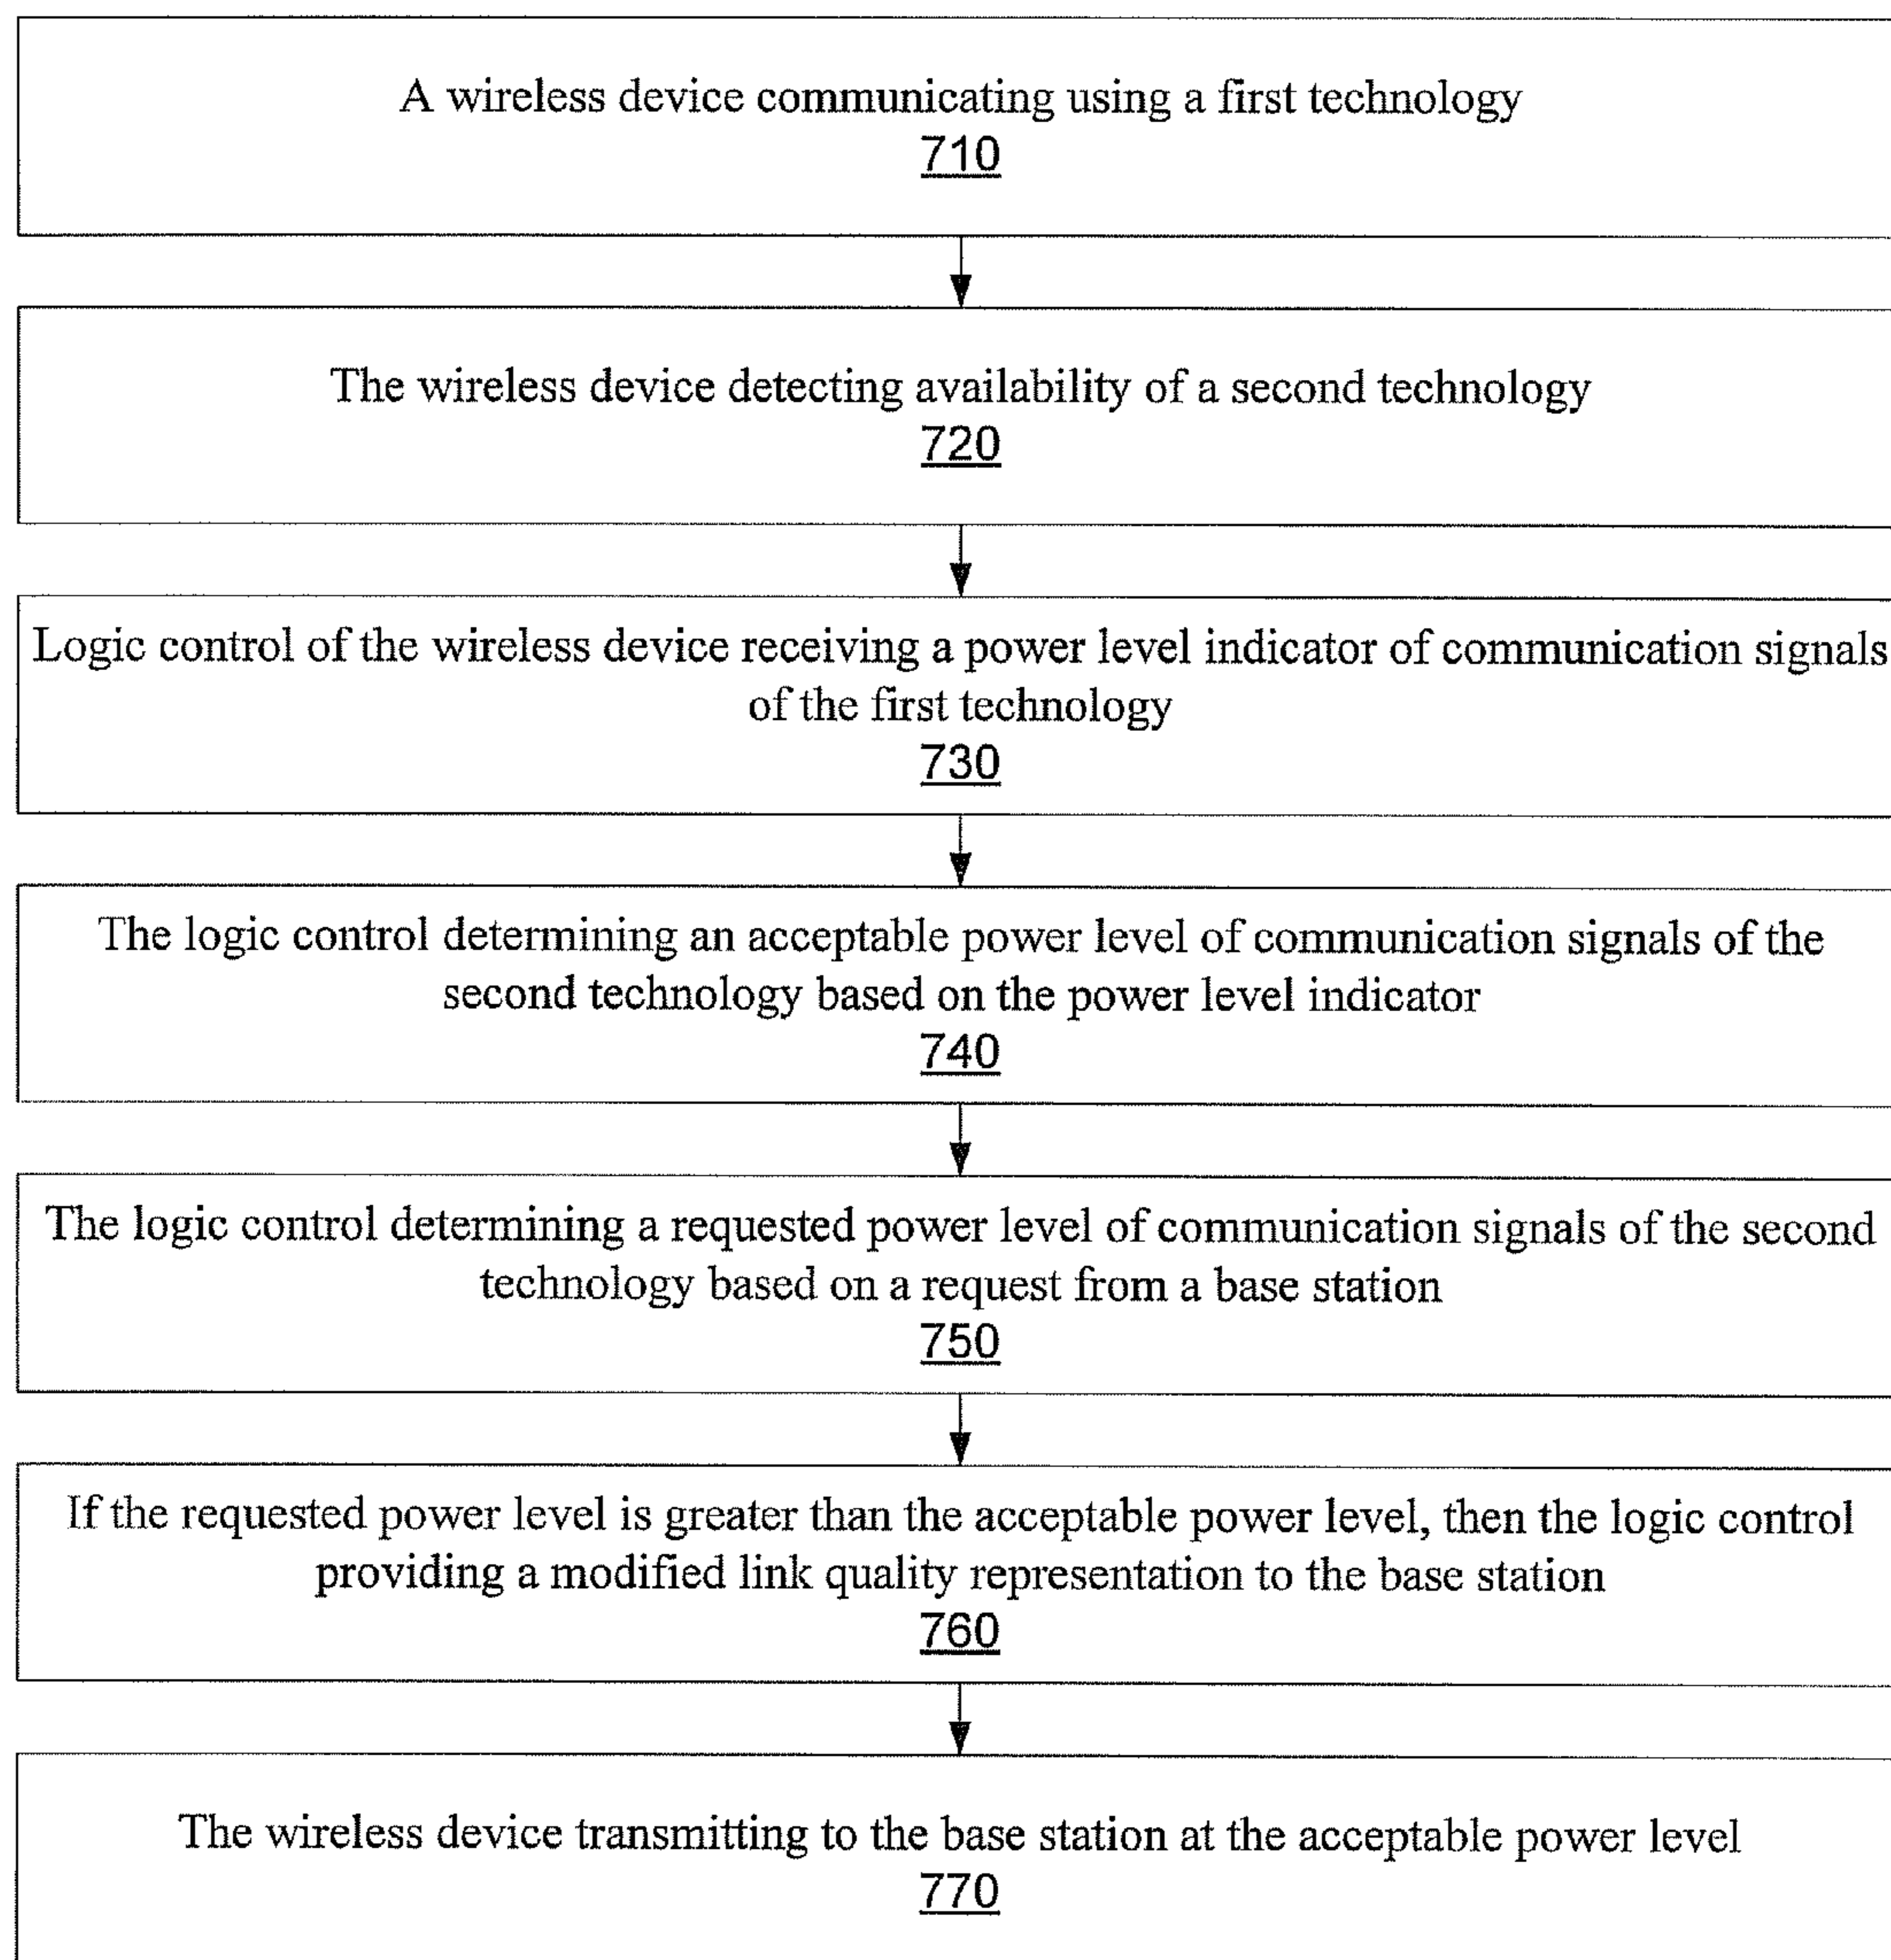 A wireless device communicating using a first technology
710
The wireless device detecting availability of a second technology
720
Logic control of the wireless device receiving a power level indicator of communication signals
of the first technology
730
The logic control determining an acceptable power level of communication signals of the
second technology based on the power level indicator
740
The logic control determining a requested power level of communication signals of the second
technology based on a request from a base station
750
If the requested power level is greater than the acceptable power level, then the logic control
providing a modified link quality representation to the base station
760
The wireless device transmitting to the base station at the acceptable power level
770